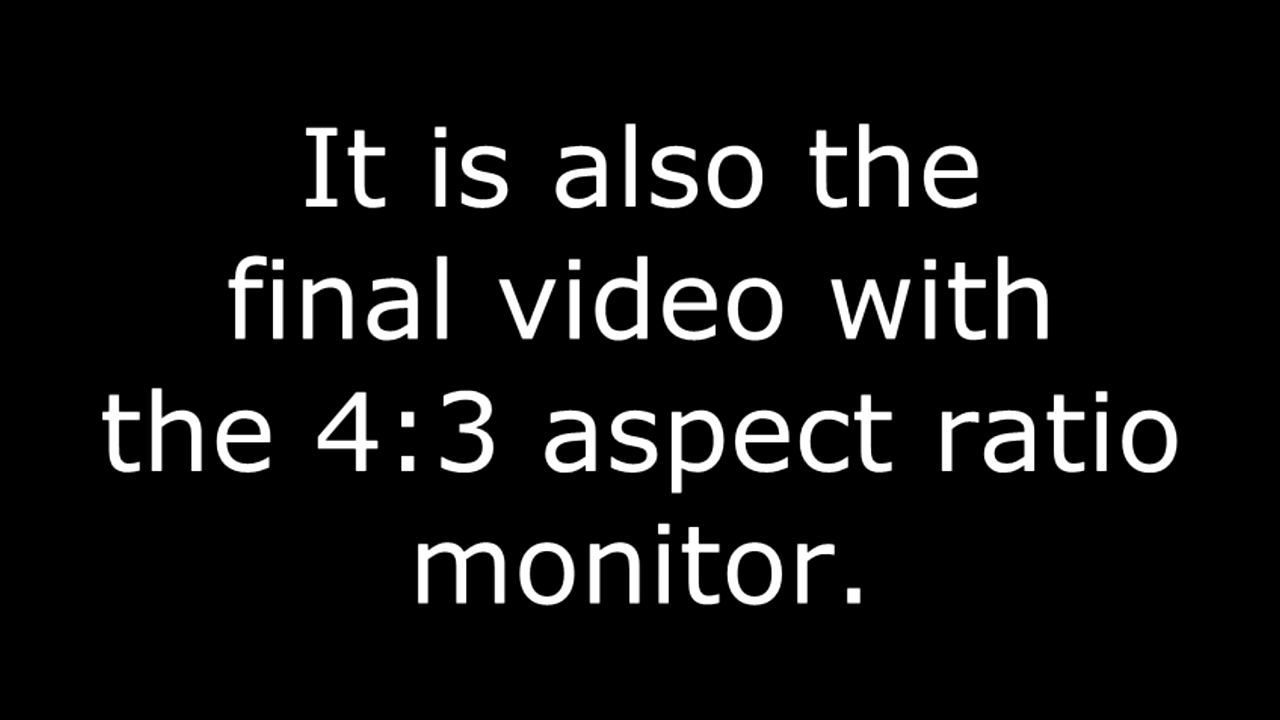 It is also the
final video with
the 4:3 aspect ratio
monitor.